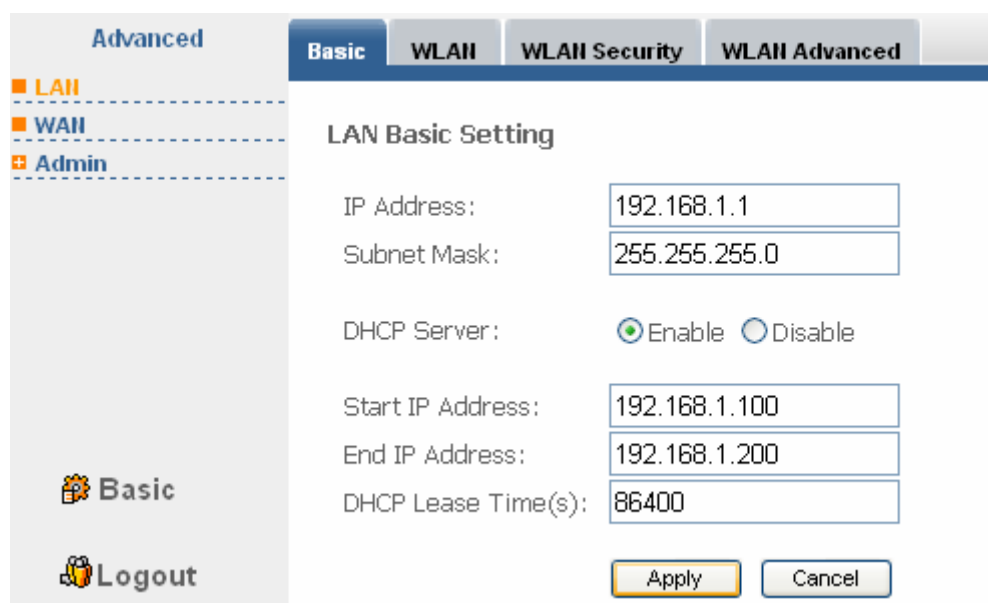 Advanced
LAN
WAN
Admin
Basic
Logout
Basic WLAN WLAN Security WLAN Advanced
LAN Basic Setting
IP Address: 192.168.1.1
Subnet Mask: 255.255.255.0
DHCP Server: Enable Disable
Start IP Address: 192.168.1.100
End IP Address: 192.168.1.200
DHCP Lease Time(s): 86400
Apply Cancel